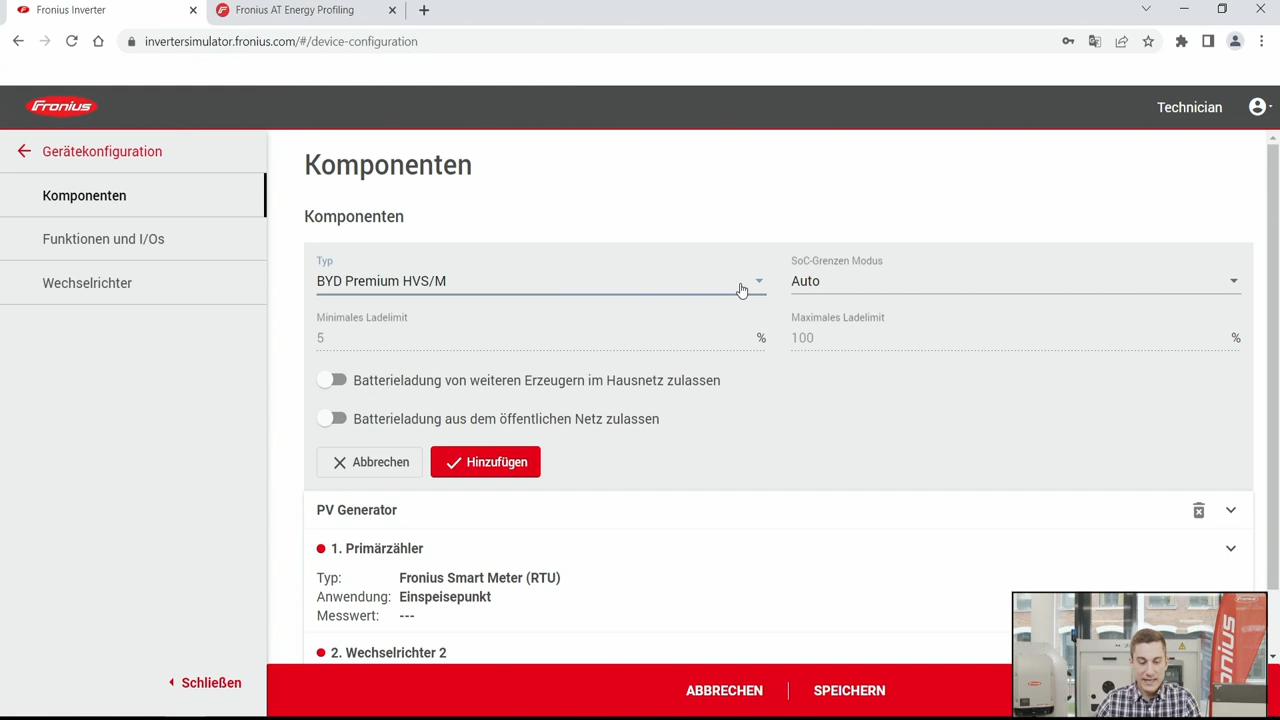 Fronius Inverter
Fronius AT Energy Profiling
invertersimulator.fronius.com/#/device-configuration
Fronius
Technician
Gerätekonfiguration
Komponenten
Funktionen und I/Os
Wechselrichter
Schließen
Komponenten
Komponenten
Typ
BYD Premium HVS/M
SoC-Grenzen Modus
Auto
Minimales Ladelimit
5 %
Maximales Ladelimit
100 %
Batterieladung von weiteren Erzeugern im Hausnetz zulassen
Batterieladung aus dem öffentlichen Netz zulassen
Abbrechen
Hinzufügen
PV Generator
1. Primärzähler
Typ: Fronius Smart Meter (RTU)
Anwendung: Einspeisepunkt
Messwert: ---
2. Wechselrichter 2
ABBRECHEN
SPEICHERN